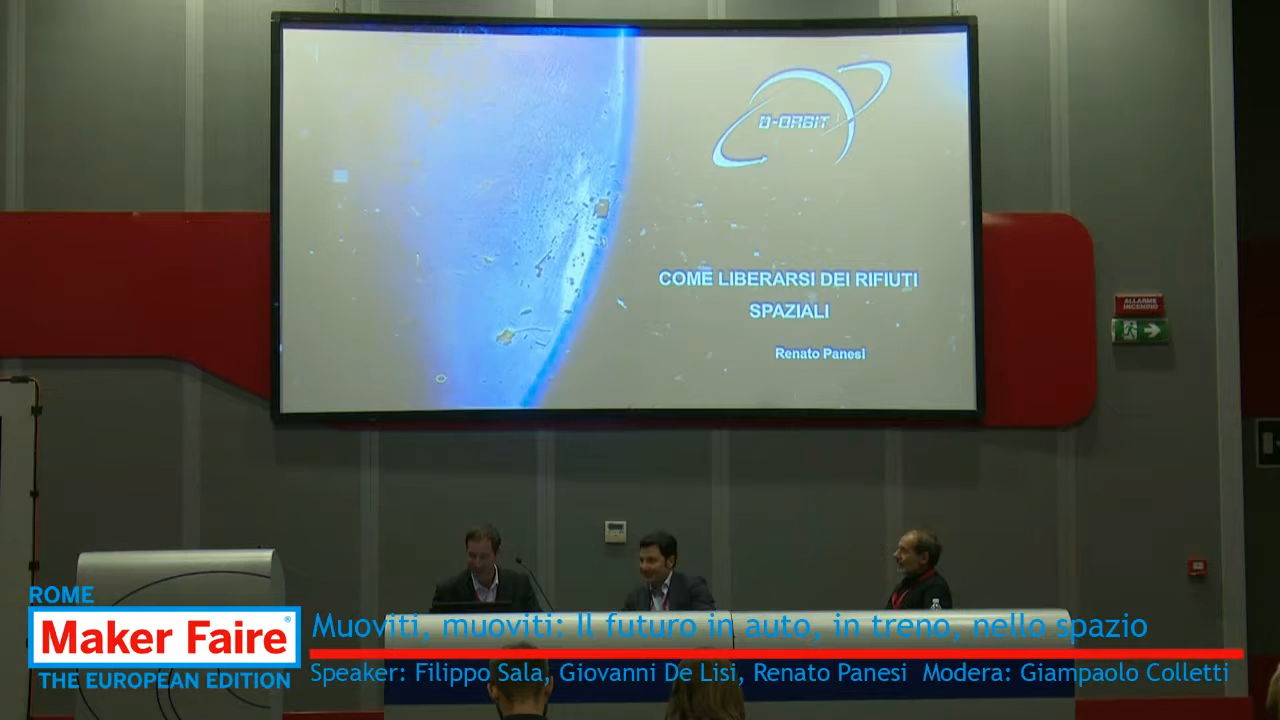 D-ORBIT
COME LIBERARSI DEI RIFIUTI
SPAZIALI
Renato Panesi
ALLARME
INCENDIO
ROME
Maker Faire®
THE EUROPEAN EDITION
Muoviti, muoviti: Il futuro in auto, in treno, nello spazio
Speaker: Filippo Sala, Giovanni De Lisi, Renato Panesi Modera: Giampaolo Colletti